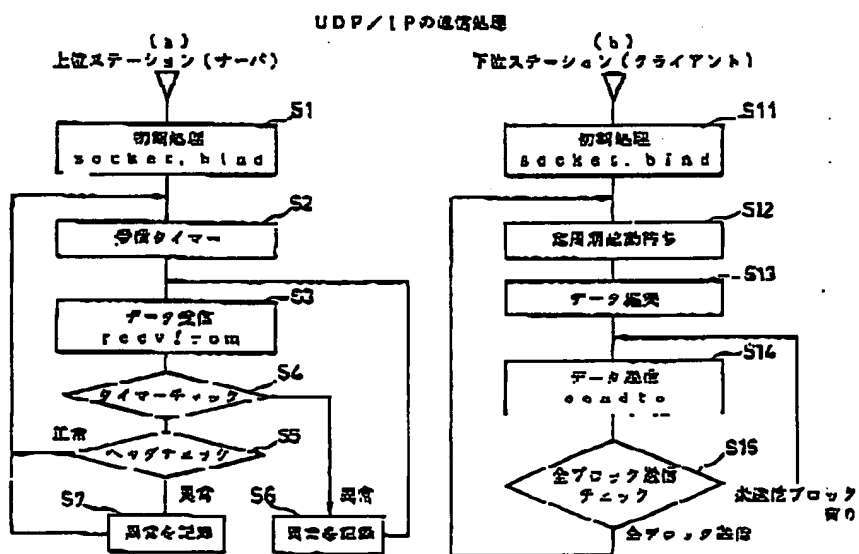 UDP/IPの通信処理
(a)
上位ステーション(サーバ)
S1
初期処理
socket, bind
S2
受信タイマー
S3
データ受信
recvfrom
S4
タイマーチェック
正常
S5
ヘッダチェック
異常
S7
異常を記録
S6
異常
異常を記録
(b)
下位ステーション(クライアント)
S11
初期処理
socket, bind
S12
定周期起動待ち
S13
データ編集
S14
データ送信
sendto
S15
全ブロック送信
チェック
未送信ブロック
有り
全ブロック送信